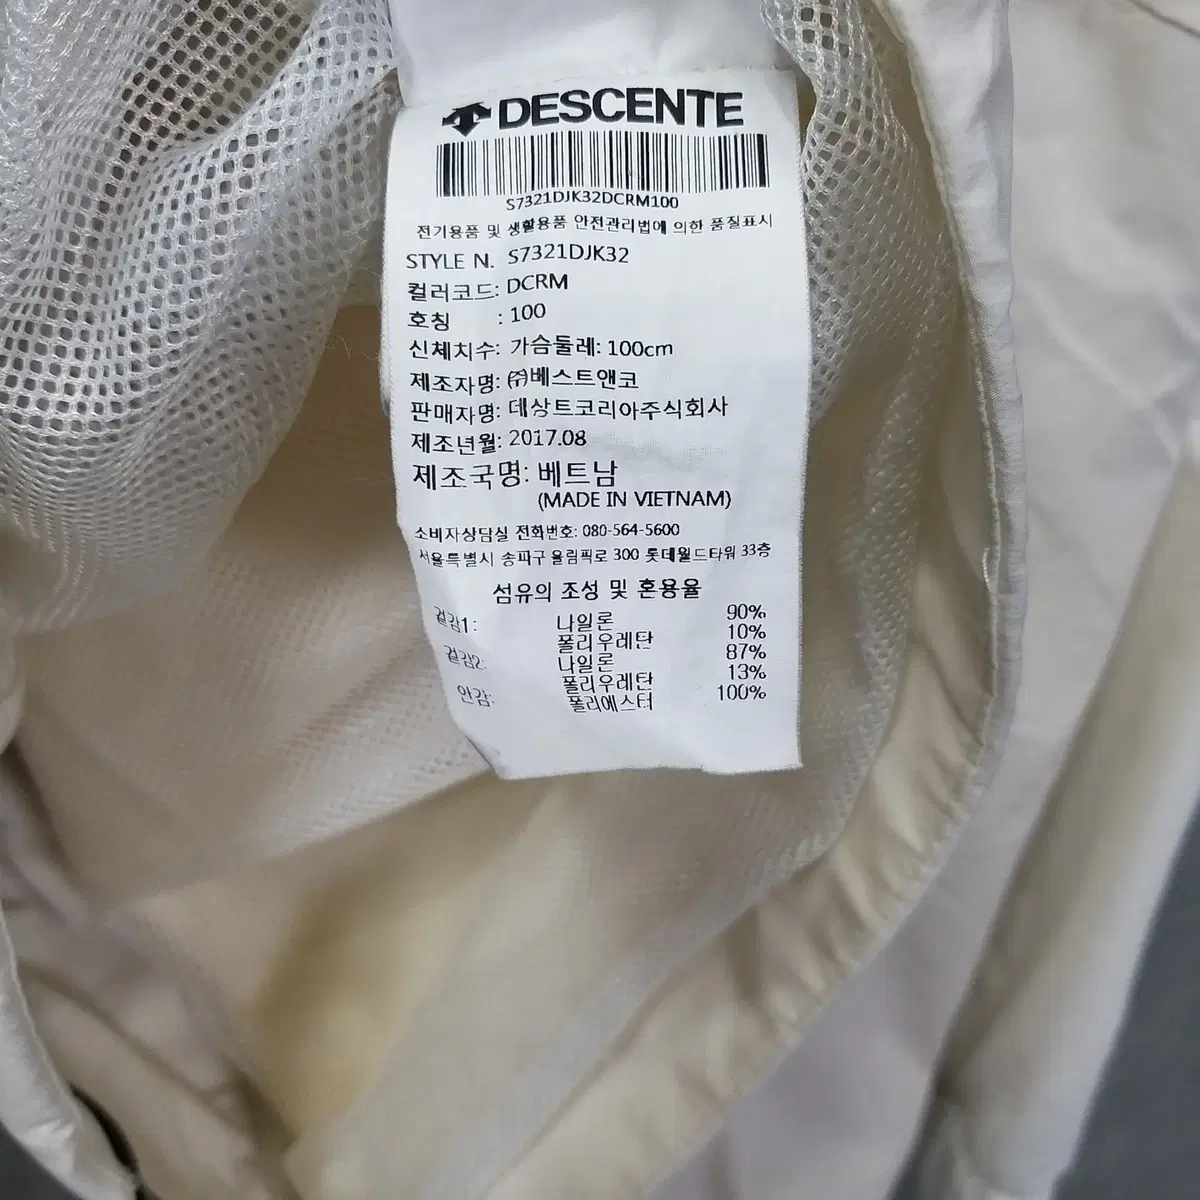 DESCENTE
S7321DJK32DCRM100
전기용품 및 생활용품 안전관리법에 의한 품질표시
STYLE N. S7321DJK32
컬러코드: DCRM
호칭 : 100
신체치수: 가슴둘레: 100cm
제조자명: ㈜베스트앤코
판매자명: 데상트코리아주식회사
제조년월: 2017.08
제조국명: 베트남
(MADE IN VIETNAM)
소비자상담실 전화번호: 080-564-5600
서울특별시 송파구 올림픽로 300 롯데월드타워 33층
섬유의 조성 및 혼용율
겉감1: 나일론 90%
폴리우레탄 10%
겉감2: 나일론 87%
폴리우레탄 13%
안감: 폴리에스터 100%